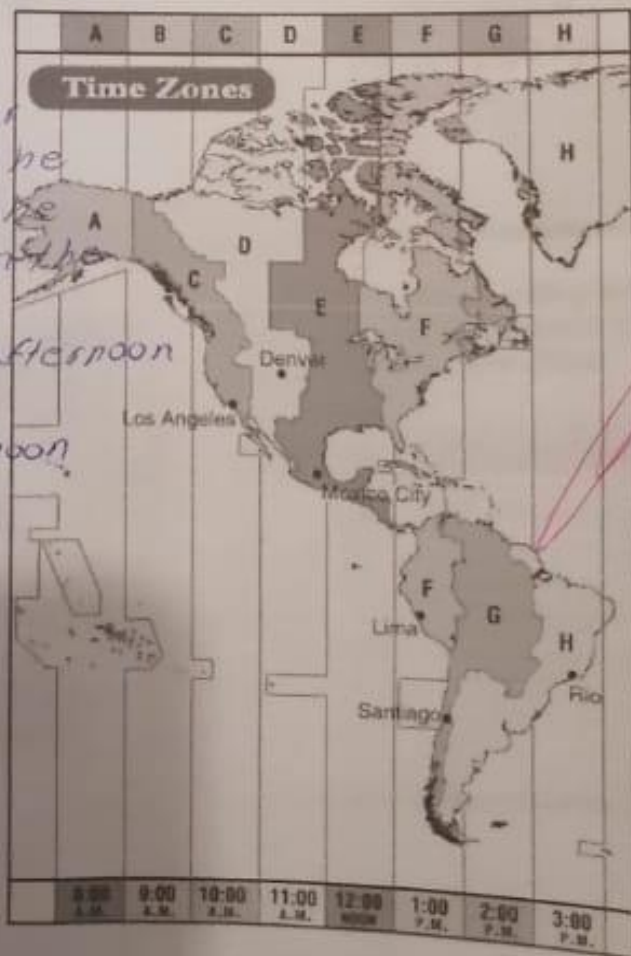 A B C D E F G H
Time Zones
H
he
A
D
C
E
F
fternoon
Denver
Los Angeles
oon
Mexico City
F
G
H
Lima
Rio
Santiago
8:00 9:00 10:00 11:00 12:00 1:00 2:00 3:00
A.M. A.M. A.M. A.M. NOON P.M. P.M. P.M.